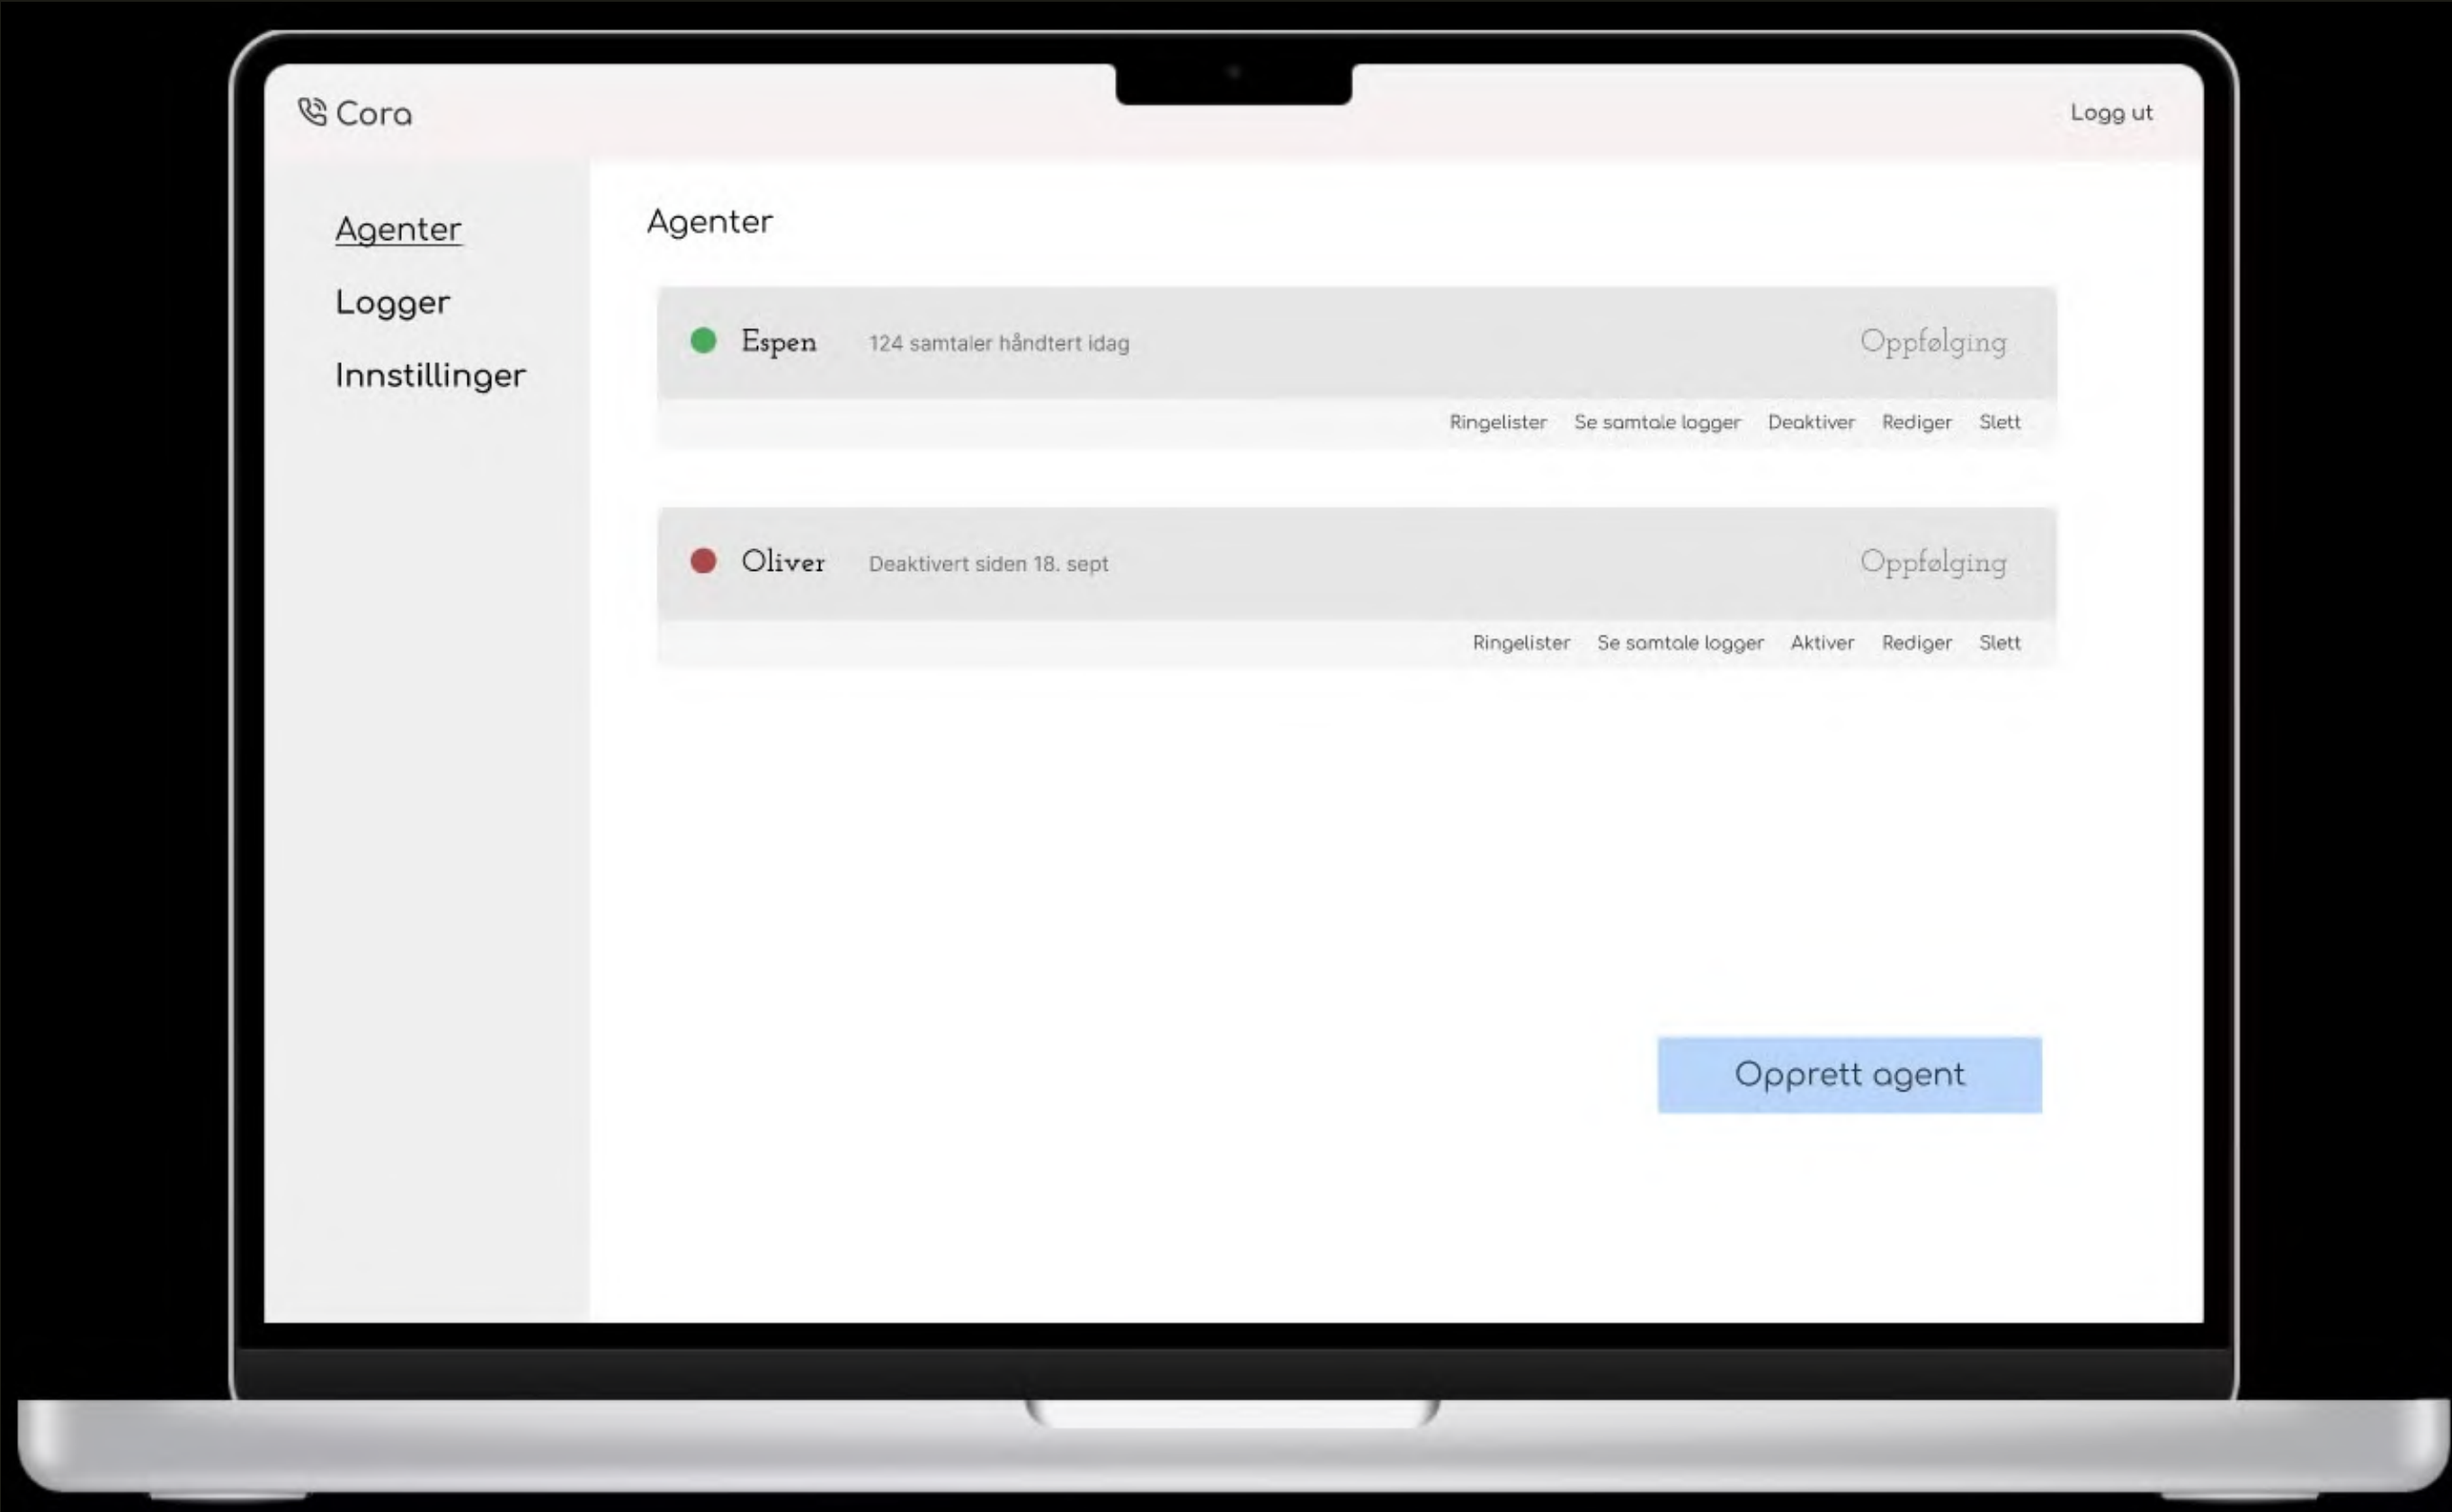 Cora
Logg ut
Agenter
Logger
Innstillinger
Agenter
Espen 124 samtaler håndtert idag Oppfølging
Ringelister Se samtale logger Deaktiver Rediger Slett
Oliver Deaktivert siden 18. sept Oppfølging
Ringelister Se samtale logger Aktiver Rediger Slett
Opprett agent